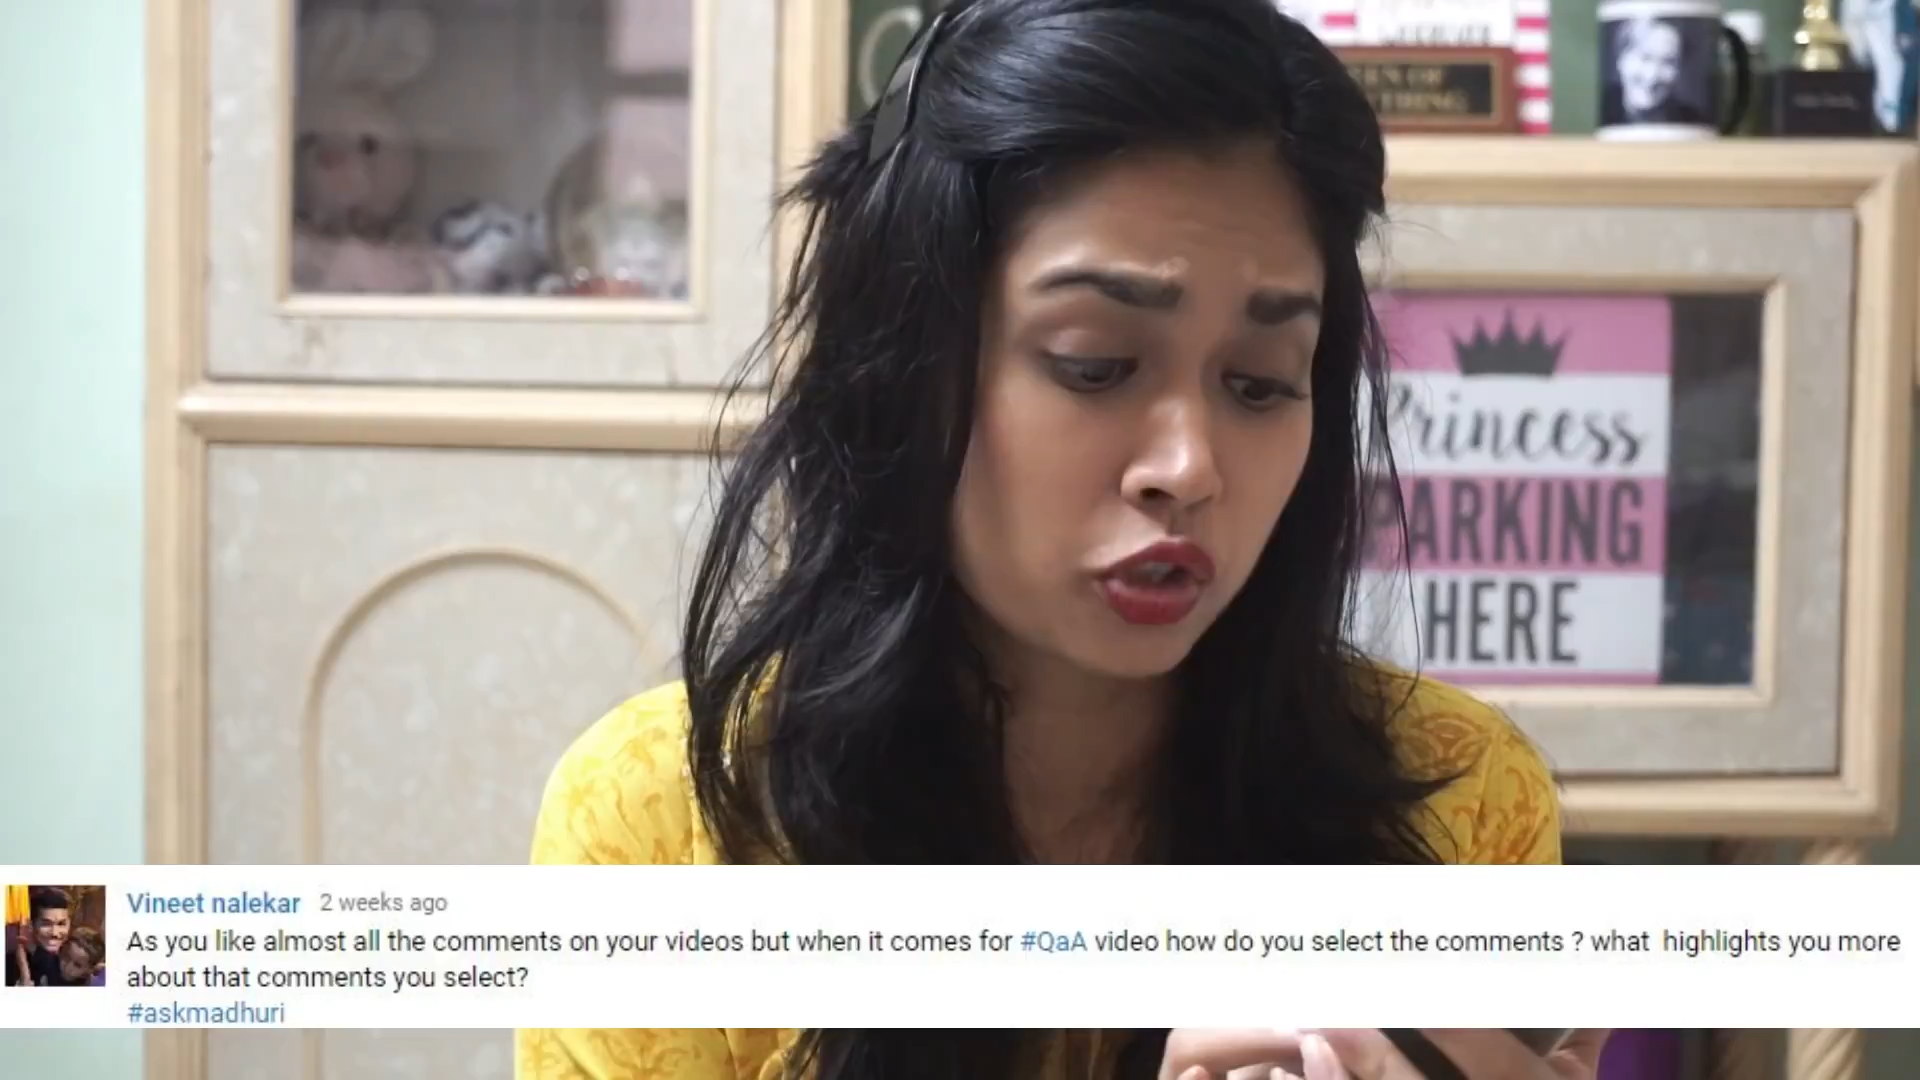 Princess
PARKING
HERE
Vineet nalekar 2 weeks ago
As you like almost all the comments on your videos but when it comes for #QaA video how do you select the comments ? what highlights you more
about that comments you select?
#askmadhuri